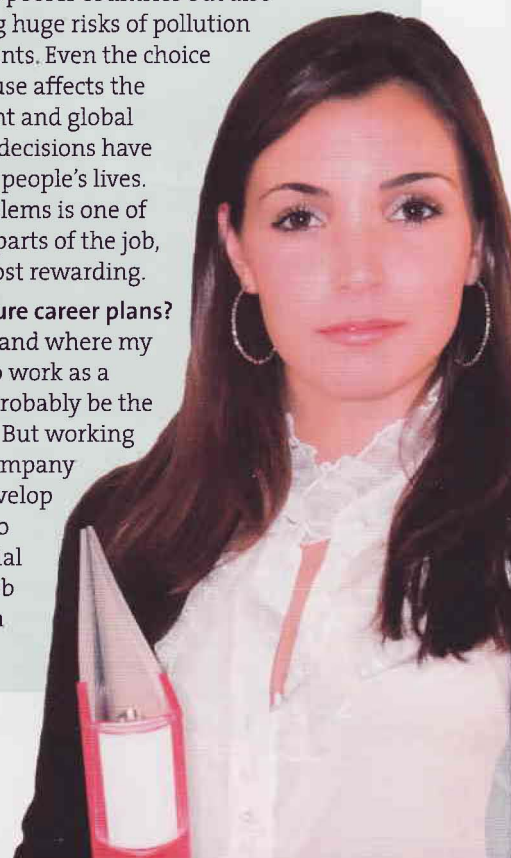 g huge risks of pollution
nts. Even the choice
use affects the
nt and global
decisions have
people's lives.
lems is one of
parts of the job,
ost rewarding.
ure career plans?
and where my
o work as a
robably be the
But working
mpany
velop
o
al
b